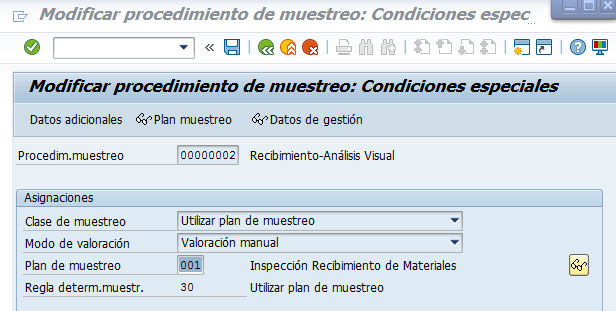 Modificar procedimiento de muestreo: Condiciones espec
Modificar procedimiento de muestreo: Condiciones especiales
Datos adicionales Plan muestreo Datos de gestión
Procedim.muestreo 00000002 Recibimiento-Análisis Visual
Asignaciones
Clase de muestreo Utilizar plan de muestreo
Modo de valoración Valoración manual
Plan de muestreo 001 Inspección Recibimiento de Materiales
Regla determ.muestr. 30 Utilizar plan de muestreo